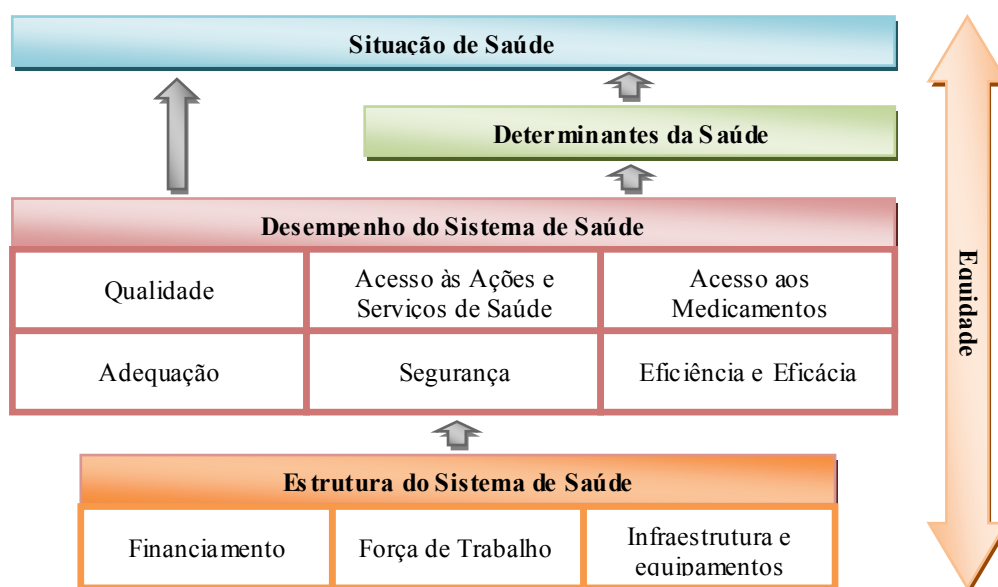 Situação de Saúde
Determinantes da Saúde
Desempenho do Sistema de Saúde
Qualidade
Acesso às Ações e
Serviços de Saúde
Acesso aos
Medicamentos
Adequação
Segurança
Eficiência e Eficácia
Estrutura do Sistema de Saúde
Financiamento
Força de Trabalho
Infraestrutura e
equipamentos
Equidade